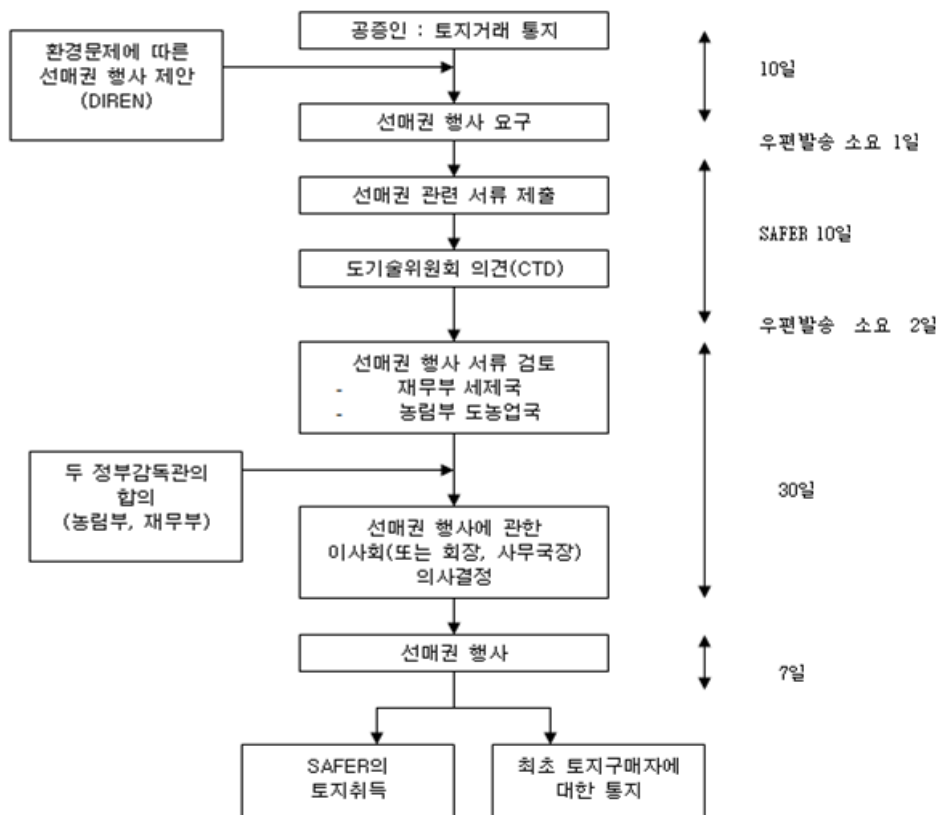 공증인 : 토지거래 통지
환경문제에 따른
선매권 행사 제안
(DIREN)
10일
선매권 행사 요구
우편발송 소요 1일
선매권 관련 서류 제출
SAFER 10일
도기술위원회 의견(CTD)
우편발송 소요 2일
선매권 행사 서류 검토
- 재무부 세제국
- 농림부 도농업국
두 정부감독관의
합의
(농림부, 재무부)
30일
선매권 행사에 관한
이사회(또는 회장, 사무국장)
의사결정
선매권 행사
7일
SAFER의
토지취득
최초 토지구매자에
대한 통지